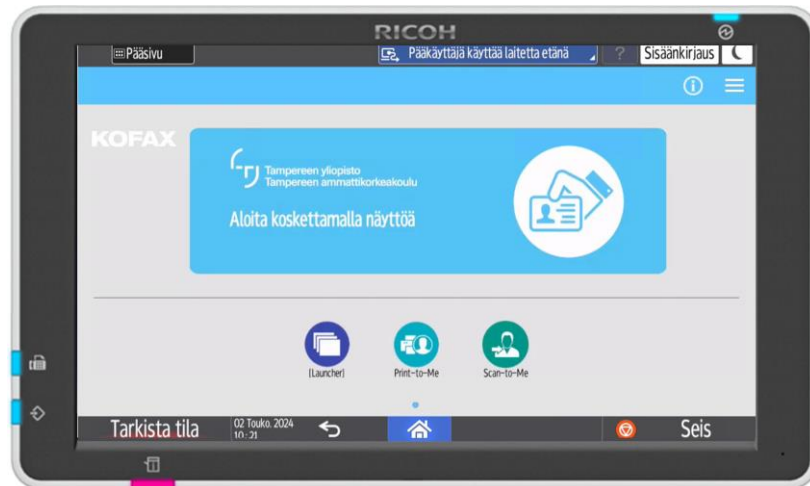 RICOH
Pääsivu
Pääkäyttäjä käyttää laitetta etänä
?
Sisäänkirjaus
KOFAX
Tampereen yliopisto
Tampereen ammattikorkeakoulu
Aloita koskettamalla näyttöä
[Launcher]
Print-to-Me
Scan-to-Me
Tarkista tila
02 Touko. 2024
10:21
Seis